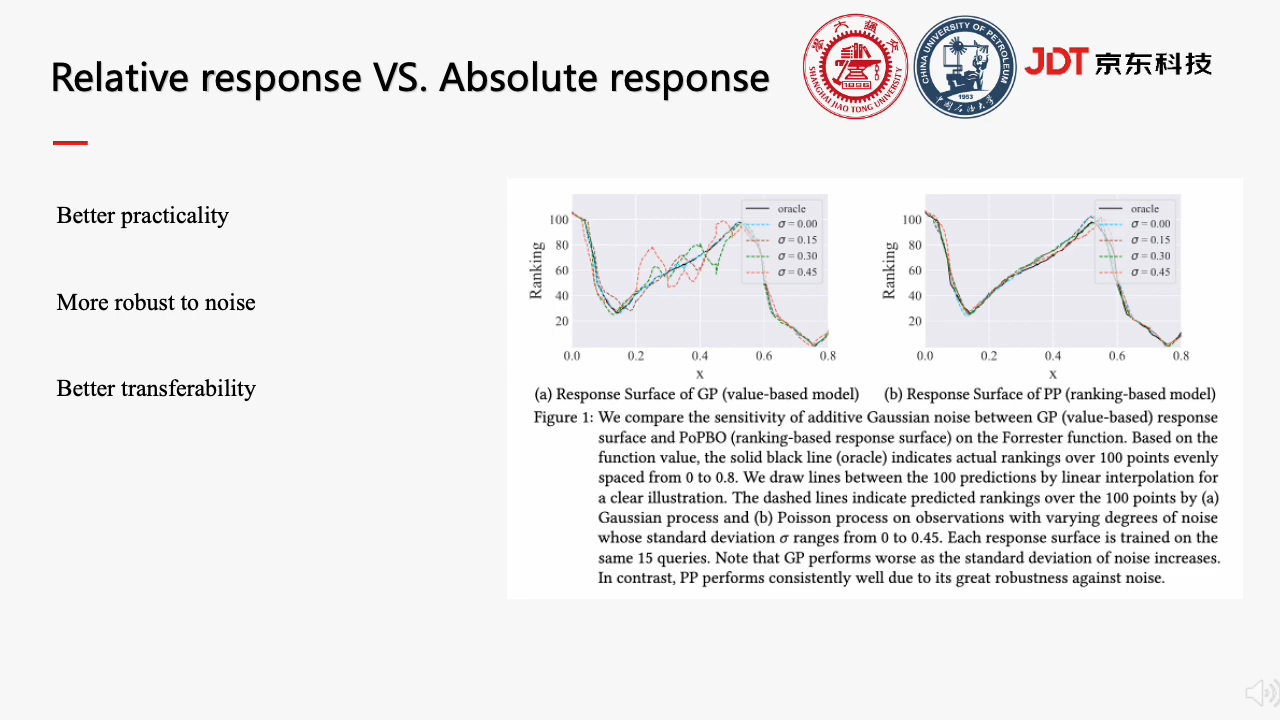 Relative response VS. Absolute response
SHANGHAI JIAO TONG UNIVERSITY
1896
CHINA UNIVERSITY OF PETROLEUM
1953
JDT 京东科技
Better practicality
More robust to noise
Better transferability
Ranking
100
80
60
40
20
0.0 0.2 0.4 0.6 0.8
x
oracle
σ = 0.00
σ = 0.15
σ = 0.30
σ = 0.45
(a) Response Surface of GP (value-based model)
Ranking
100
80
60
40
20
0.0 0.2 0.4 0.6 0.8
x
oracle
σ = 0.00
σ = 0.15
σ = 0.30
σ = 0.45
(b) Response Surface of PP (ranking-based model)
Figure 1: We compare the sensitivity of additive Gaussian noise between GP (value-based) response
surface and PoPBO (ranking-based response surface) on the Forrester function. Based on the
function value, the solid black line (oracle) indicates actual rankings over 100 points evenly
spaced from 0 to 0.8. We draw lines between the 100 predictions by linear interpolation for
a clear illustration. The dashed lines indicate predicted rankings over the 100 points by (a)
Gaussian process and (b) Poisson process on observations with varying degrees of noise
whose standard deviation σ ranges from 0 to 0.45. Each response surface is trained on the
same 15 queries. Note that GP performs worse as the standard deviation of noise increases.
In contrast, PP performs consistently well due to its great robustness against noise.